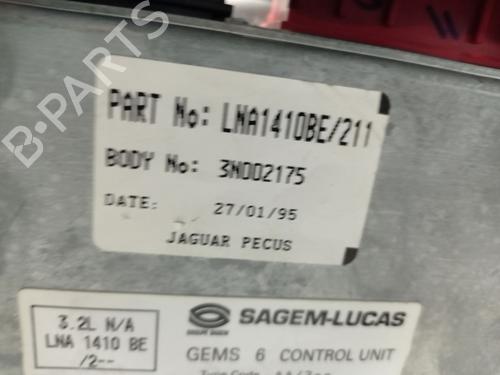 PART No: LNA1410BE/211
BODY No: 3N002175
DATE: 27/01/95
JAGUAR PECUS
3.2L N/A
LNA 1410 BE
/2--
SAGEM-LUCAS
GEMS 6 CONTROL UNIT
B-PARTS